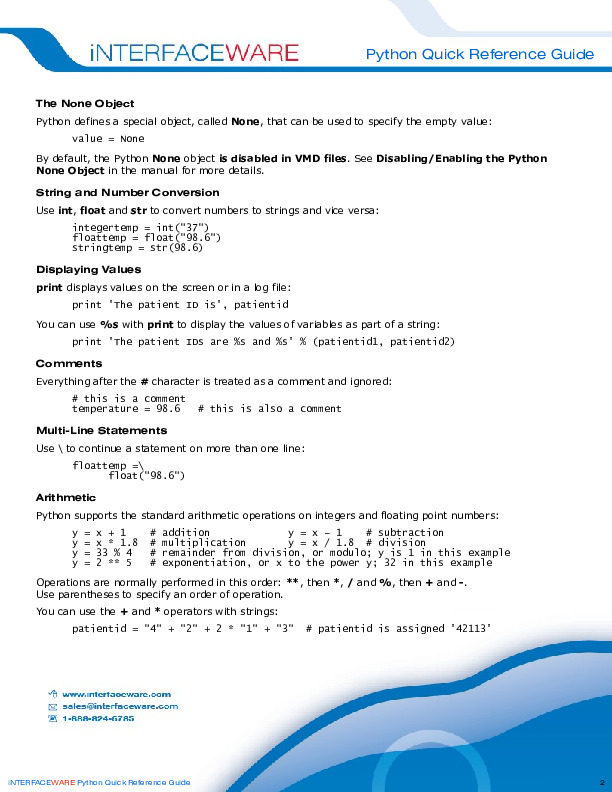 iNTERFACEWARE
Python Quick Reference Guide
The None Object
Python defines a special object, called None, that can be used to specify the empty value:
value = None
By default, the Python None object is disabled in VMD files. See Disabling/Enabling the Python
None Object in the manual for more details.
String and Number Conversion
Use int, float and str to convert numbers to strings and vice versa:
integertemp = int("37")
floattemp = float("98.6")
stringtemp = str(98.6)
Displaying Values
print displays values on the screen or in a log file:
print 'The patient ID is', patientid
You can use %s with print to display the values of variables as part of a string:
print 'The patient IDs are %s and %s' % (patientid1, patientid2)
Comments
Everything after the # character is treated as a comment and ignored:
# this is a comment
temperature = 98.6   # this is also a comment
Multi-Line Statements
Use \ to continue a statement on more than one line:
floattemp =\
float("98.6")
Arithmetic
Python supports the standard arithmetic operations on integers and floating point numbers:
y = x + 1    # addition             y = x – 1    # subtraction
y = x * 1.8  # multiplication       y = x / 1.8  # division
y = 33 % 4   # remainder from division, or modulo; y is 1 in this example
y = 2 ** 5   # exponentiation, or x to the power y; 32 in this example
Operations are normally performed in this order: **, then *, / and %, then + and -.
Use parentheses to specify an order of operation.
You can use the + and * operators with strings:
patientid = "4" + "2" + 2 * "1" + "3"  # patientid is assigned '42113'
www.interfaceware.com
sales@interfaceware.com
1-888-824-6785
iNTERFACEWARE Python Quick Reference Guide
2